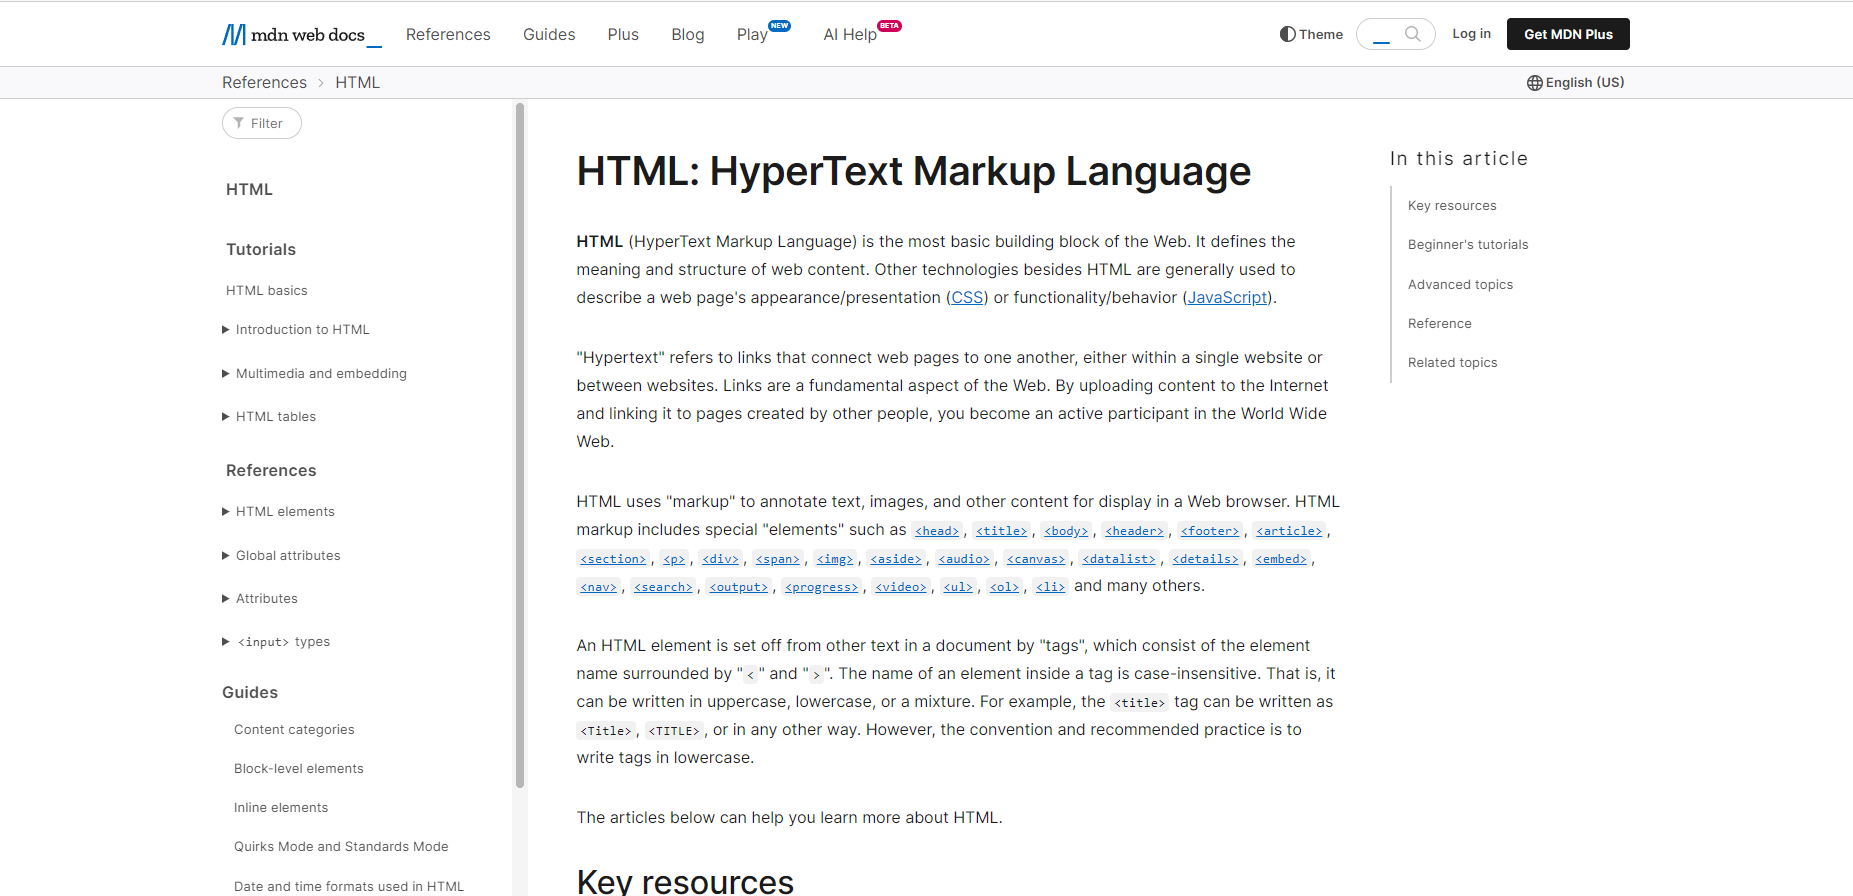 mdn web docs_ References Guides Plus Blog Play NEW AI Help BETA Theme Log in Get MDN Plus
References > HTML English (US)
Filter
HTML
Tutorials
HTML basics
Introduction to HTML
Multimedia and embedding
HTML tables
References
HTML elements
Global attributes
Attributes
<input> types
Guides
Content categories
Block-level elements
Inline elements
Quirks Mode and Standards Mode
Date and time formats used in HTML
HTML: HyperText Markup Language
HTML (HyperText Markup Language) is the most basic building block of the Web. It defines the
meaning and structure of web content. Other technologies besides HTML are generally used to
describe a web page's appearance/presentation (CSS) or functionality/behavior (JavaScript).
"Hypertext" refers to links that connect web pages to one another, either within a single website or
between websites. Links are a fundamental aspect of the Web. By uploading content to the Internet
and linking it to pages created by other people, you become an active participant in the World Wide
Web.
HTML uses "markup" to annotate text, images, and other content for display in a Web browser. HTML
markup includes special "elements" such as <head>, <title>, <body>, <header>, <footer>, <article>,
<section>, <p>, <div>, <span>, <img>, <aside>, <audio>, <canvas>, <datalist>, <details>, <embed>,
<nav>, <search>, <output>, <progress>, <video>, <ul>, <ol>, <li> and many others.
An HTML element is set off from other text in a document by "tags", which consist of the element
name surrounded by "<" and ">". The name of an element inside a tag is case-insensitive. That is, it
can be written in uppercase, lowercase, or a mixture. For example, the <title> tag can be written as
<Title>, <TITLE>, or in any other way. However, the convention and recommended practice is to
write tags in lowercase.
The articles below can help you learn more about HTML.
Key resources
In this article
Key resources
Beginner's tutorials
Advanced topics
Reference
Related topics